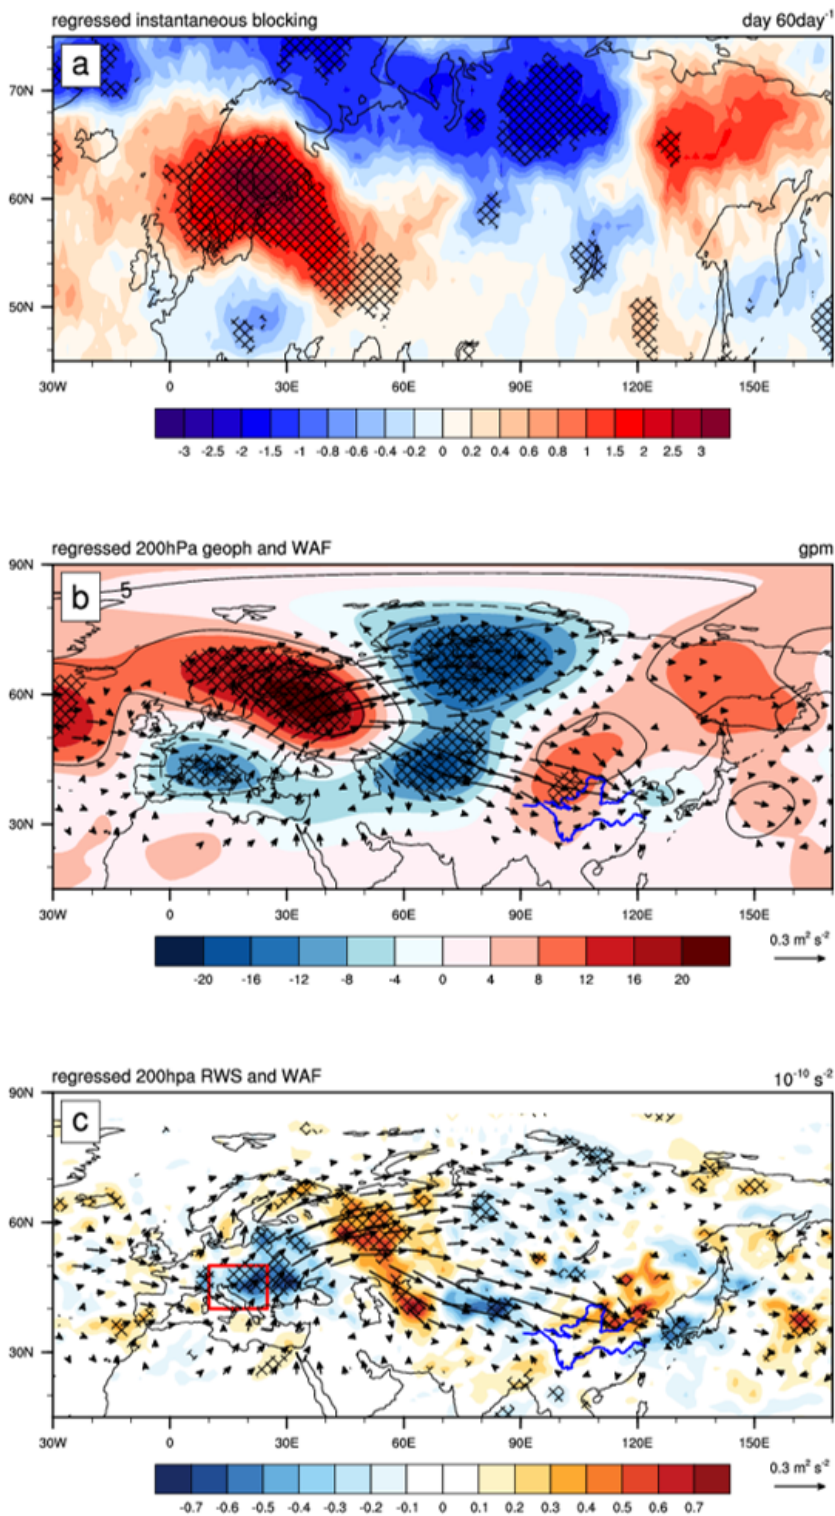 regressed instantaneous blocking day 60day⁻¹
a
70N
60N
50N
30W 0 30E 60E 90E 120E 150E
-3 -2.5 -2 -1.5 -1 -0.8 -0.6 -0.4 -0.2 0 0.2 0.4 0.6 0.8 1 1.5 2 2.5 3
regressed 200hPa geoph and WAF gpm
90N
b 5
60N
30N
30W 0 30E 60E 90E 120E 150E
0.3 m² s⁻²
-20 -16 -12 -8 -4 0 4 8 12 16 20
regressed 200hpa RWS and WAF 10⁻¹⁰ s⁻²
90N
c
60N
30N
30W 0 30E 60E 90E 120E 150E
0.3 m² s⁻²
-0.7 -0.6 -0.5 -0.4 -0.3 -0.2 -0.1 0 0.1 0.2 0.3 0.4 0.5 0.6 0.7